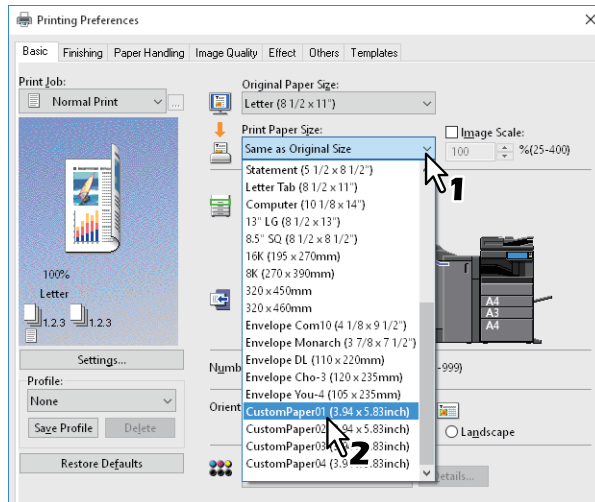 Printing Preferences
Basic Finishing Paper Handling Image Quality Effect Others Templates
Print Job:
Normal Print
...
100%
Letter
1.2.3 1.2.3
Settings...
Profile:
None
Save Profile Delete
Restore Defaults
Original Paper Size:
Letter (8 1/2 x 11")
Print Paper Size:
Same as Original Size
Image Scale:
100 %(25-400)
1
Statement (5 1/2 x 8 1/2")
Letter Tab (8 1/2 x 11")
Computer (10 1/8 x 14")
13" LG (8 1/2 x 13")
8.5" SQ (8 1/2 x 8 1/2")
16K (195 x 270mm)
8K (270 x 390mm)
320 x 450mm
320 x 460mm
Envelope Com10 (4 1/8 x 9 1/2")
Envelope Monarch (3 7/8 x 7 1/2")
Envelope DL (110 x 220mm)
Envelope Cho-3 (120 x 235mm)
Envelope You-4 (105 x 235mm)
CustomPaper01 (3.94 x 5.83inch)
CustomPaper02 .94 x 5.83inch)
CustomPaper03 .83inch)
CustomPaper04 (3.9 .83inch)
2
A4
A3
A4
Numb -999)
Orient
Landscape
Details...